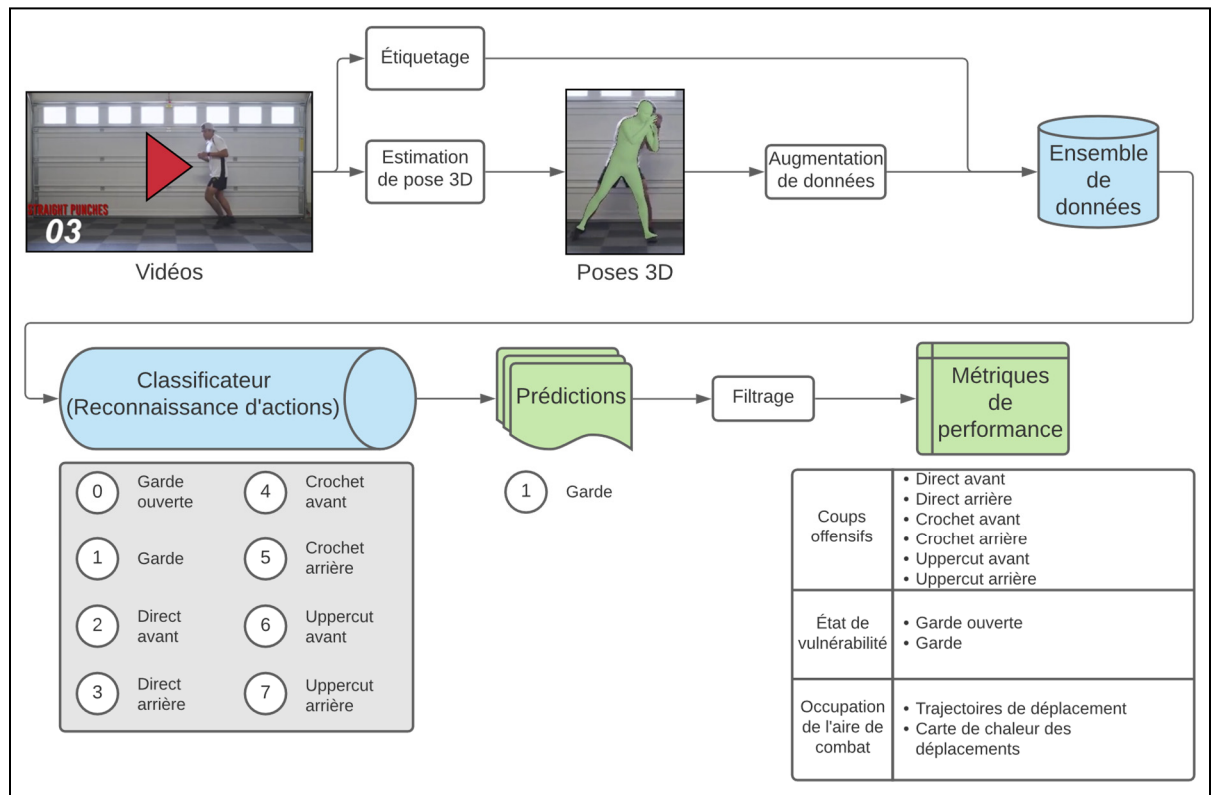 Étiquetage
STRAIGHT PUNCHES
03
Vidéos
Estimation
de pose 3D
Poses 3D
Augmentation
de données
Ensemble
de
données
Classificateur
(Reconnaissance d'actions)
0
Garde
ouverte
4
Crochet
avant
1
Garde
5
Crochet
arrière
2
Direct
avant
6
Uppercut
avant
3
Direct
arrière
7
Uppercut
arrière
Prédictions
1
Garde
Filtrage
Métriques
de
performance
Coups
offensifs
• Direct avant
• Direct arrière
• Crochet avant
• Crochet arrière
• Uppercut avant
• Uppercut arrière
État de
vulnérabilité
• Garde ouverte
• Garde
Occupation
de l'aire de
combat
• Trajectoires de déplacement
• Carte de chaleur des
déplacements